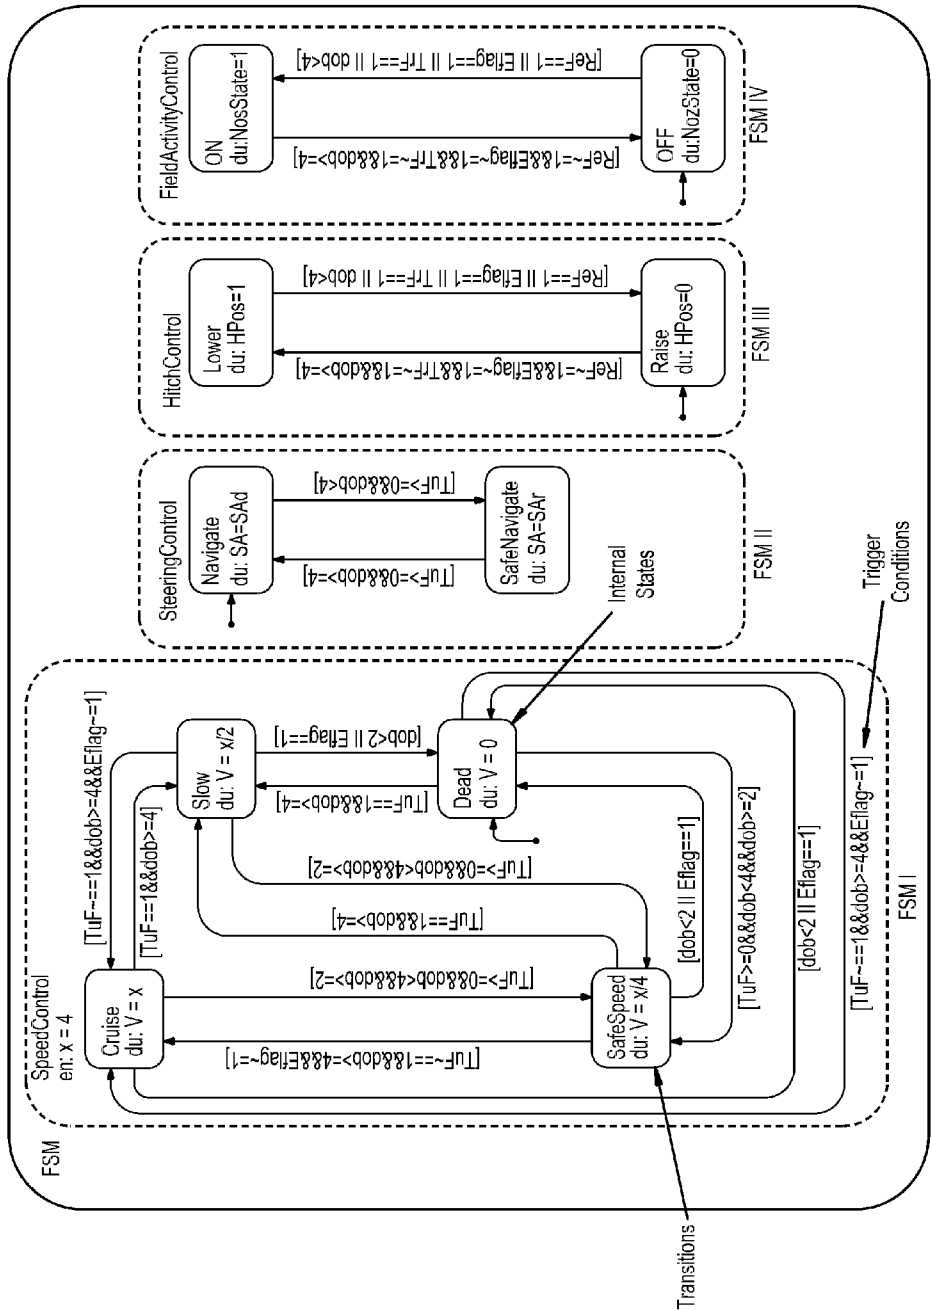 FSM
SpeedControl
en: x = 4
Cruise
du: V = x
[TuF~==1&&dob>=4&&Eflag~=1]
[TuF==1&&dob>=4]
Slow
du: V = x/2
[TuF~==1&&dob>=4&&Eflag~=1]
[TuF>=0&&dob<4&&dob>=2]
[TuF==1&&dob>=4]
[TuF>=0&&dob<4&&dob>=2]
[TuF==1&&dob>=4]
[dob<2 || Eflag==1]
SafeSpeed
du: V = x/4
Dead
du: V = 0
[dob<2 || Eflag==1]
[TuF>=0&&dob<4&&dob>=2]
[dob<2 || Eflag==1]
[TuF~==1&&dob>=4&&Eflag~=1]
FSM I
Transitions
Internal
States
Trigger
Conditions
SteeringControl
Navigate
du: SA=SAd
[TuF>=0&&dob>=4]
[TuF>=0&&dob<4]
SafeNavigate
du: SA=SAr
FSM II
HitchControl
Lower
du: HPos=1
[ReF~=1&&Eflag~=1&&TrF~=1&&dob>=4]
[ReF==1 || Eflag==1 || TrF==1 || dob<4]
Raise
du: HPos=0
FSM III
FieldActivityControl
ON
du:NosState=1
[ReF~=1&&Eflag~=1&&TrF~=1&&dob>=4]
[ReF==1 || Eflag==1 || TrF==1 || dob<4]
OFF
du:NozState=0
FSM IV